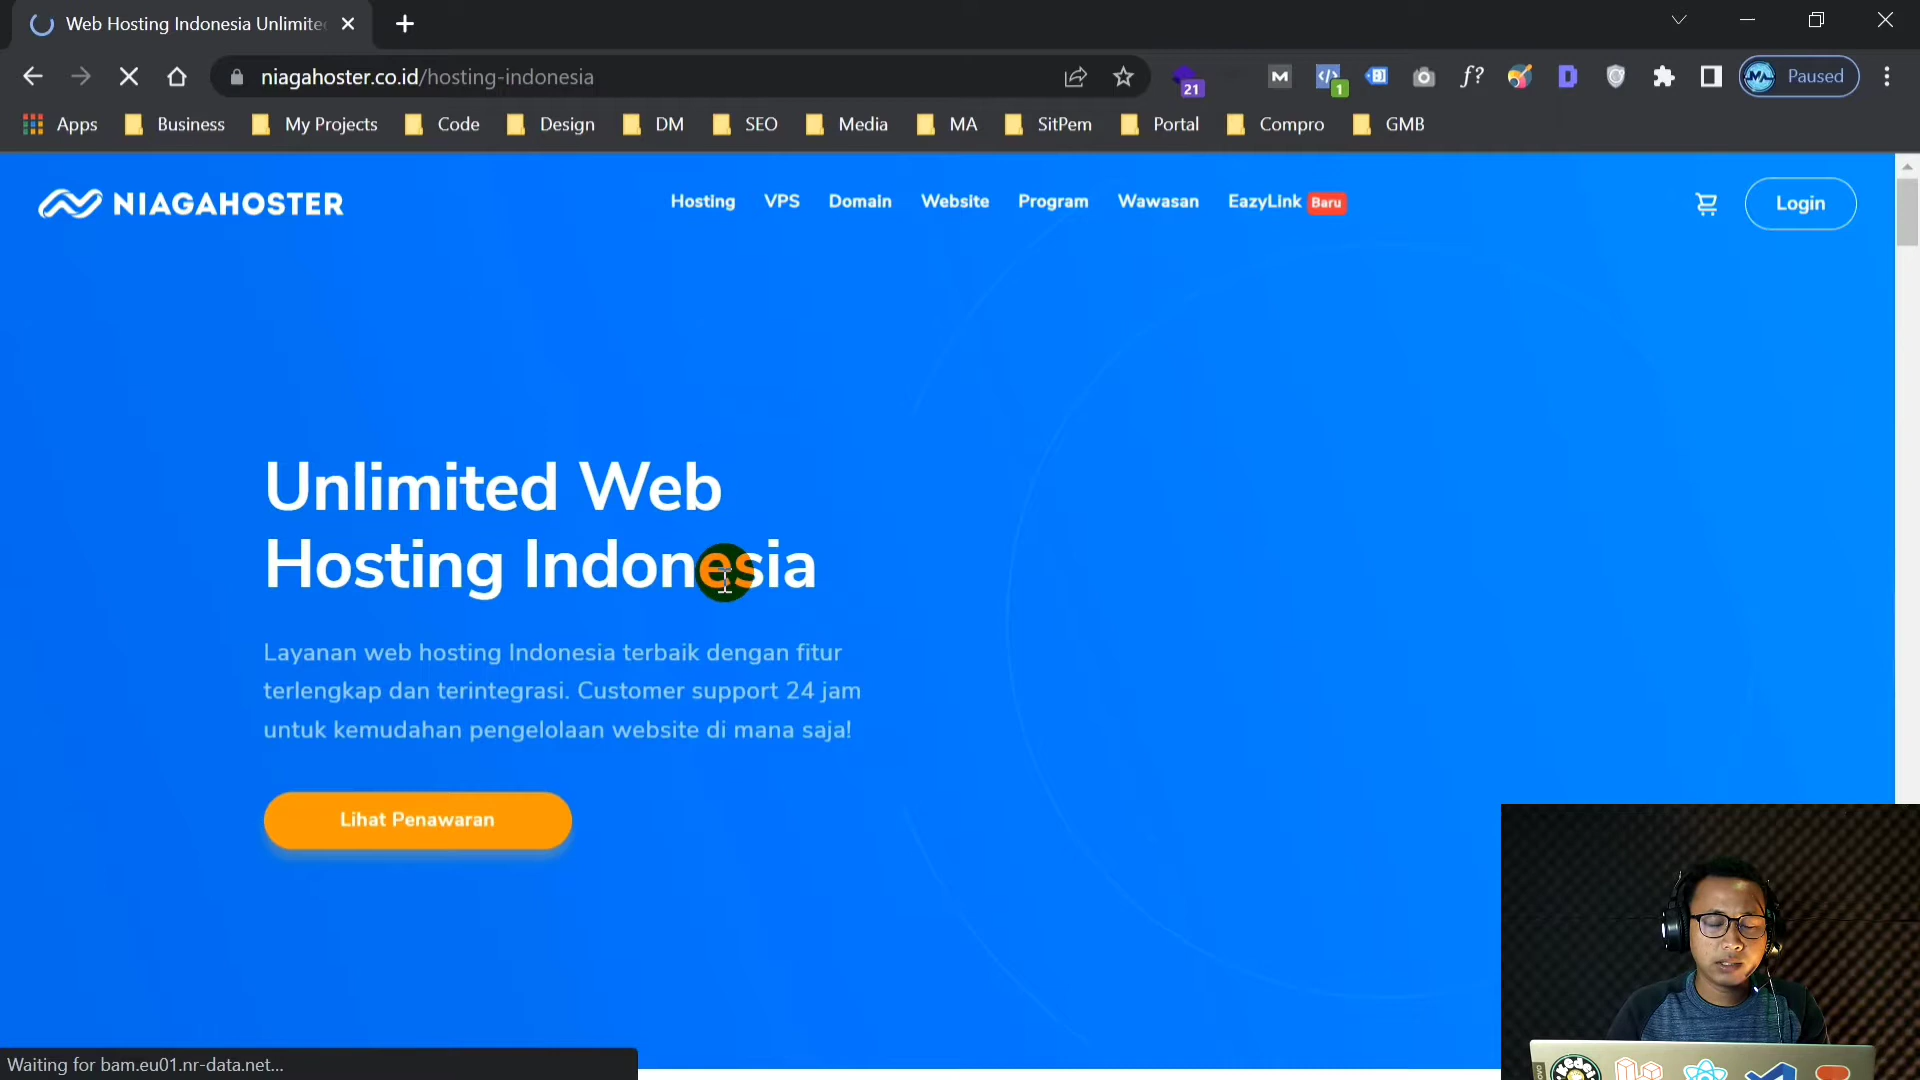 Web Hosting Indonesia Unlimited
niagahoster.co.id/hosting-indonesia
21
M
1
f?
D
Paused
Apps
Business
My Projects
Code
Design
DM
SEO
Media
MA
SitPem
Portal
Compro
GMB
NIAGAHOSTER
Hosting
VPS
Domain
Website
Program
Wawasan
EazyLink Baru
Login
Unlimited Web
Hosting Indonesia
Layanan web hosting Indonesia terbaik dengan fitur
terlengkap dan terintegrasi. Customer support 24 jam
untuk kemudahan pengelolaan website di mana saja!
Lihat Penawaran
Waiting for bam.eu01.nr-data.net...